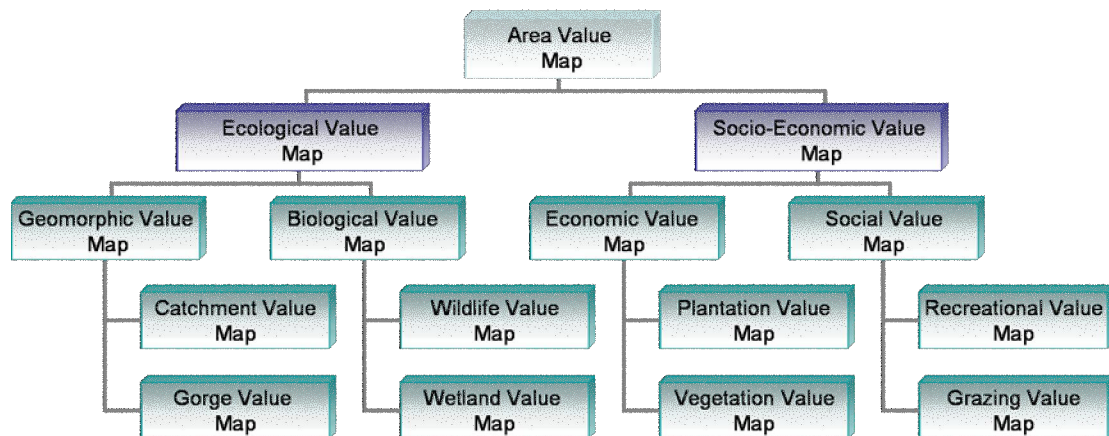 Area Value
Map
Ecological Value
Map
Socio-Economic Value
Map
Geomorphic Value
Map
Biological Value
Map
Economic Value
Map
Social Value
Map
Catchment Value
Map
Wildlife Value
Map
Plantation Value
Map
Recreational Value
Map
Gorge Value
Map
Wetland Value
Map
Vegetation Value
Map
Grazing Value
Map